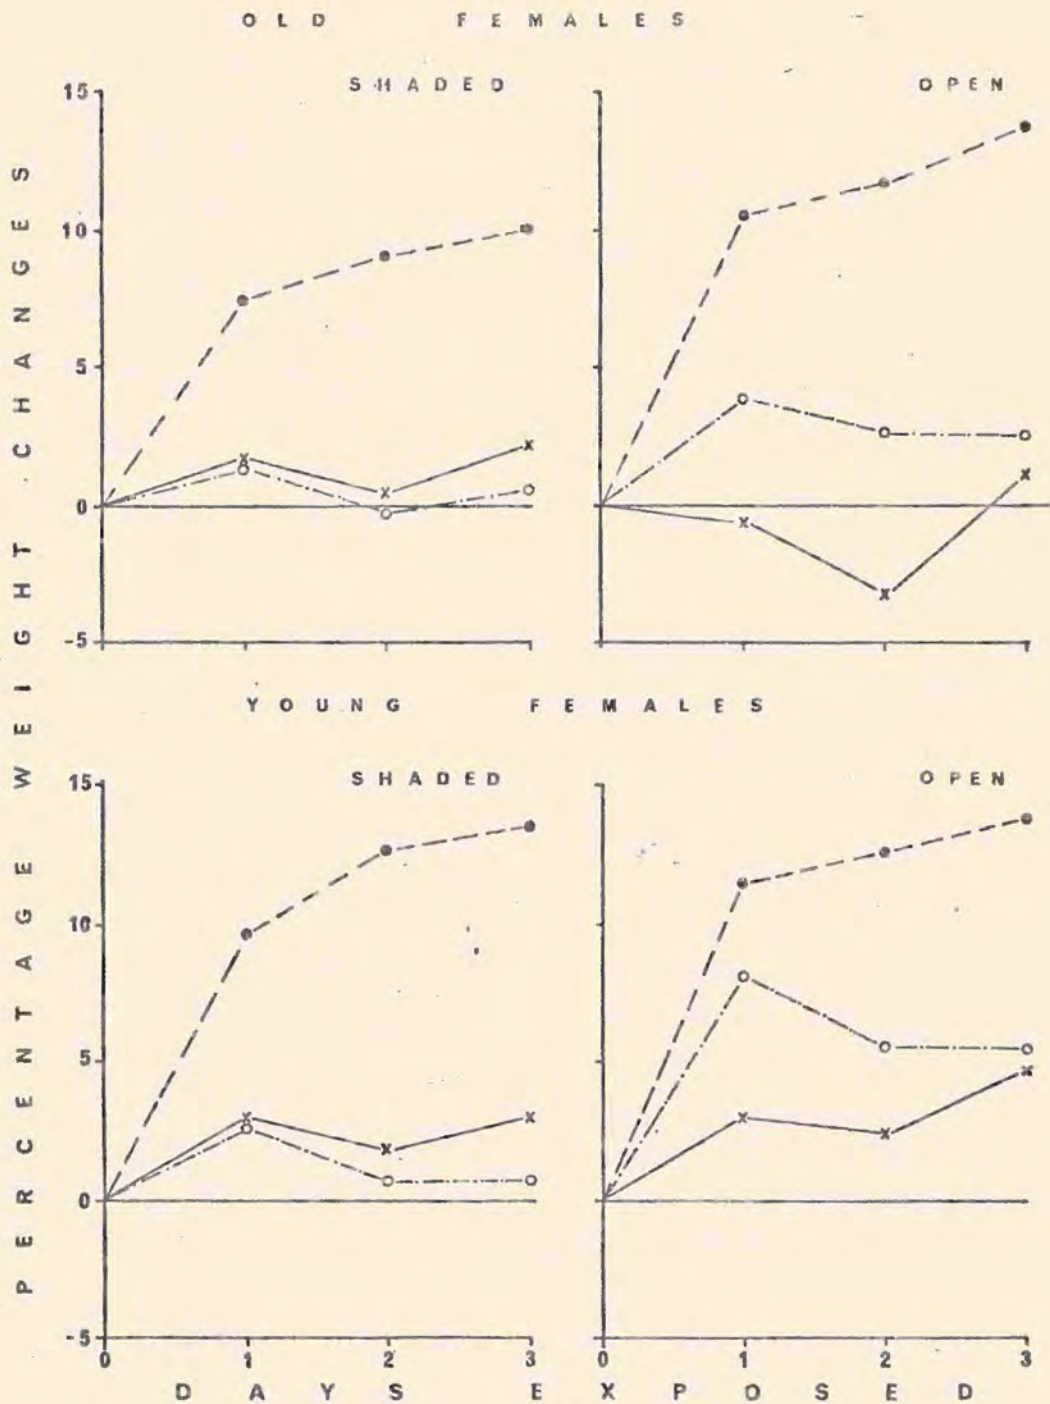 OLD FEMALES
SHADED
OPEN
15
10
5
0
-5
YOUNG FEMALES
SHADED
OPEN
15
10
5
0
-5
0 1 2 3
0 1 2 3
DAYS EXPOSED
PERCENTAGE WEIGHT CHANGES